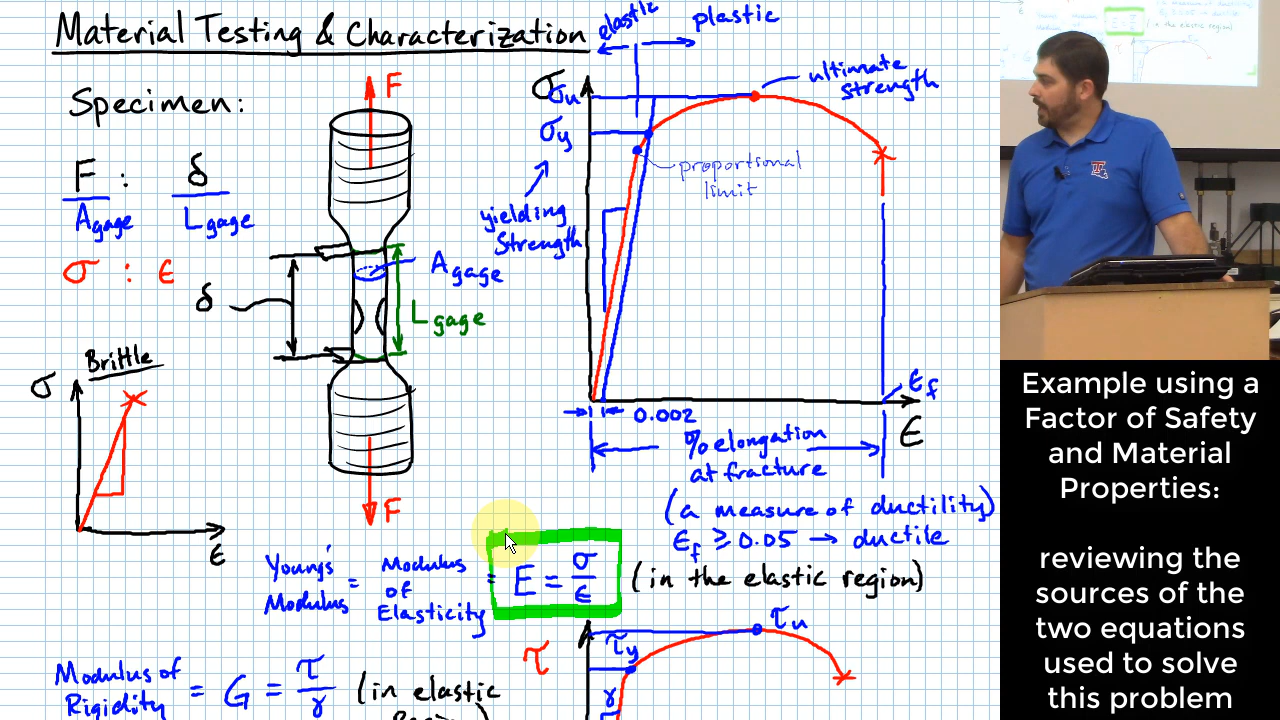 Material Testing & Characterization
Specimen:
F : δ
Agage Lgage
σ : ε
F
δ
Agage
Lgage
F
Brittle
σ
ε
elastic
plastic
σ
σu
σy
ultimate
strength
proportional
limit
yielding
Strength
0.002
εf
ε
% elongation
at fracture
(a measure of ductility)
εf ≥ 0.05 → ductile
Young's
Modulus
=
Modulus
of
Elasticity
= E = σ/ε (in the elastic region)
Modulus of
Rigidity
= G = τ/γ (in elastic
τ
τy
τu
γ
Example using a
Factor of Safety
and Material
Properties:
reviewing the
sources of the
two equations
used to solve
this problem